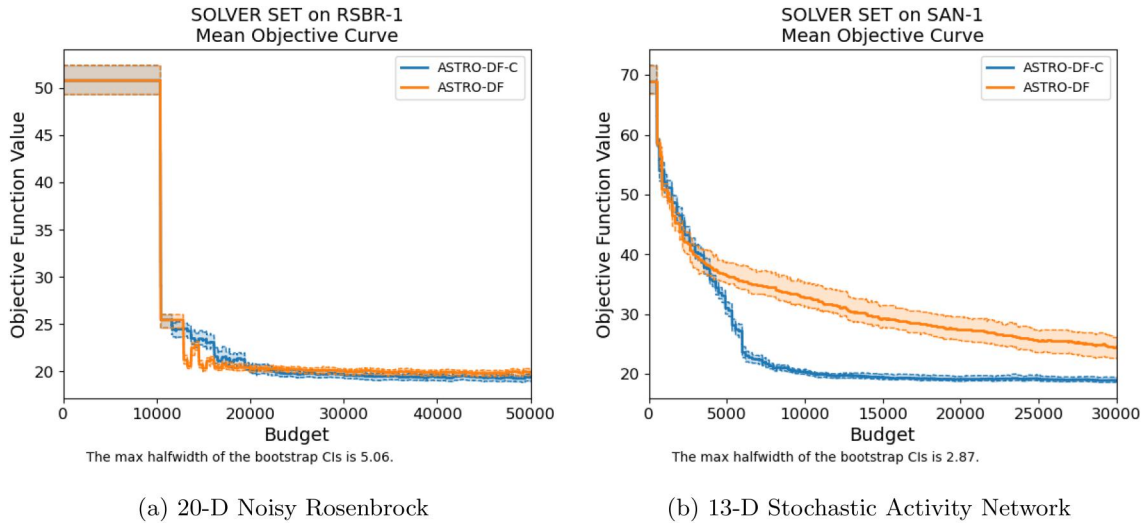 SOLVER SET on RSBR-1
Mean Objective Curve
Objective Function Value
50
45
40
35
30
25
20
ASTRO-DF-C
ASTRO-DF
0 10000 20000 30000 40000 50000
Budget
The max halfwidth of the bootstrap CIs is 5.06.
(a) 20-D Noisy Rosenbrock
SOLVER SET on SAN-1
Mean Objective Curve
Objective Function Value
70
60
50
40
30
20
ASTRO-DF-C
ASTRO-DF
0 5000 10000 15000 20000 25000 30000
Budget
The max halfwidth of the bootstrap CIs is 2.87.
(b) 13-D Stochastic Activity Network